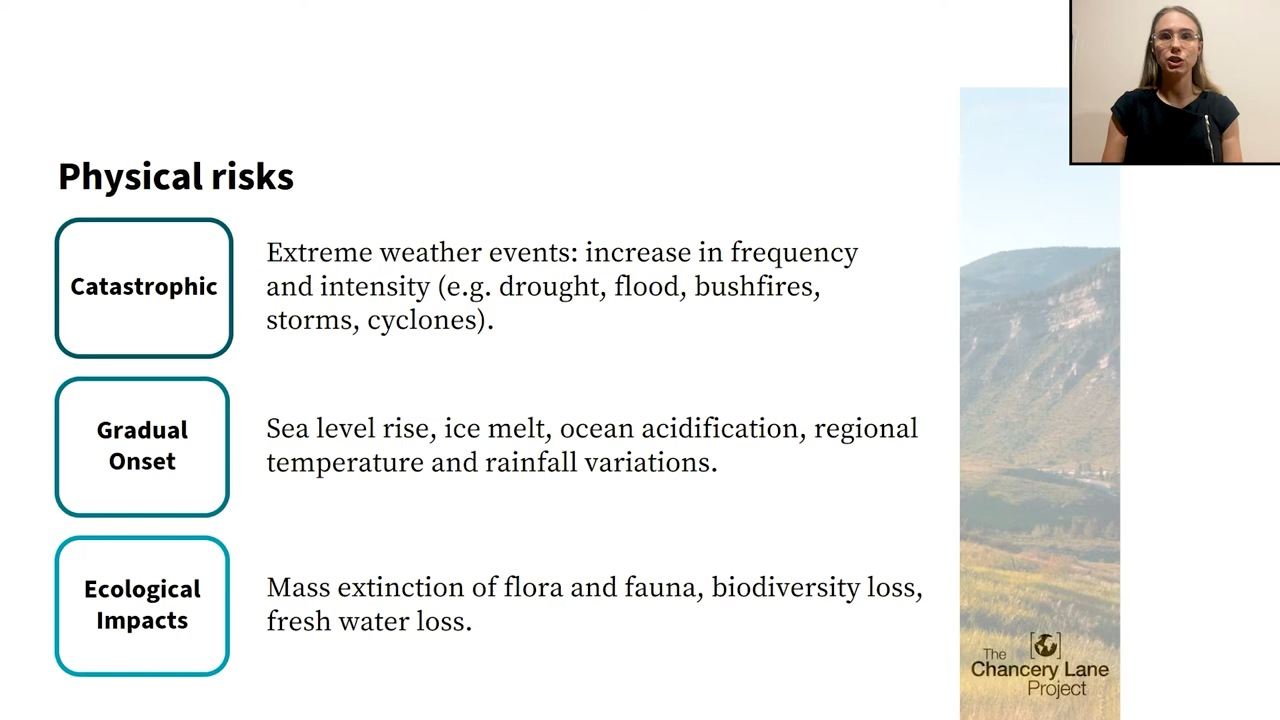 Physical risks
Catastrophic
Extreme weather events: increase in frequency
and intensity (e.g. drought, flood, bushfires,
storms, cyclones).
Gradual
Onset
Sea level rise, ice melt, ocean acidification, regional
temperature and rainfall variations.
Ecological
Impacts
Mass extinction of flora and fauna, biodiversity loss,
fresh water loss.
The
Chancery Lane
Project